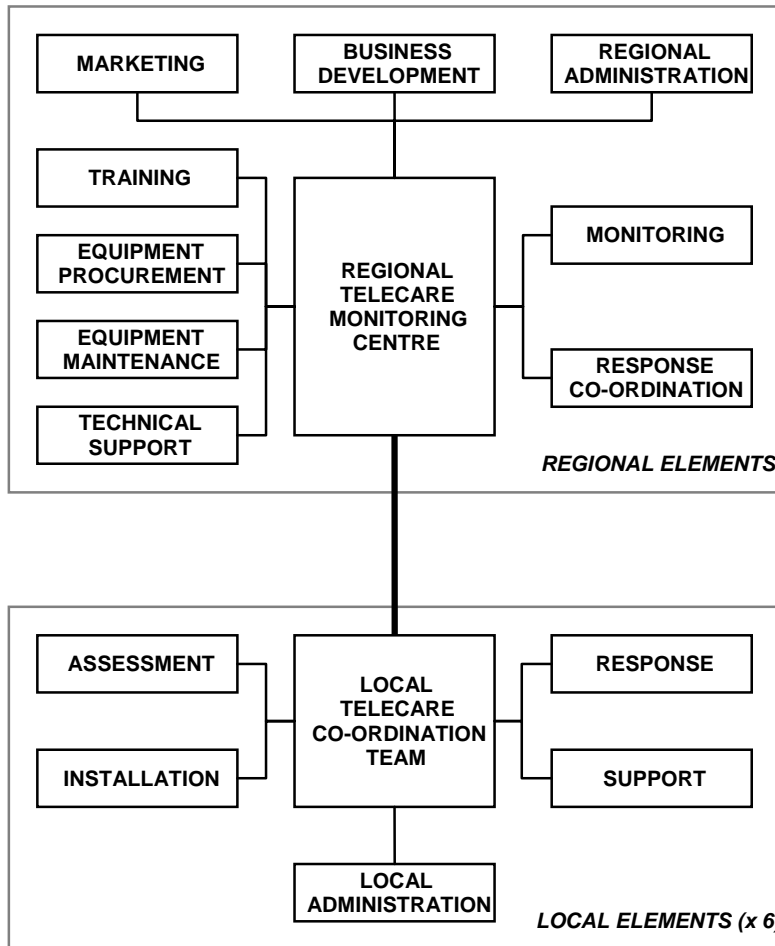 MARKETING
BUSINESS
DEVELOPMENT
REGIONAL
ADMINISTRATION
TRAINING
EQUIPMENT
PROCUREMENT
EQUIPMENT
MAINTENANCE
TECHNICAL
SUPPORT
REGIONAL
TELECARE
MONITORING
CENTRE
MONITORING
RESPONSE
CO-ORDINATION
REGIONAL ELEMENTS
ASSESSMENT
INSTALLATION
LOCAL
TELECARE
CO-ORDINATION
TEAM
RESPONSE
SUPPORT
LOCAL
ADMINISTRATION
LOCAL ELEMENTS (x 6)